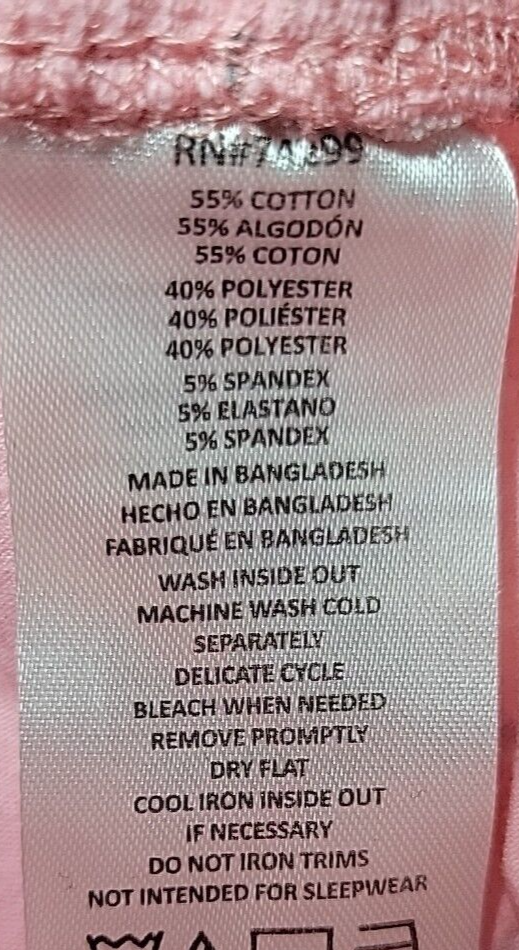 55% COTTON
55% ALGODÓN
55% COTON
40% POLYESTER
40% POLIÉSTER
40% POLYESTER
5% SPANDEX
5% ELASTANO
5% SPANDEX
MADE IN BANGLADESH
HECHO EN BANGLADESH
FABRIQUÉ EN BANGLADESH
WASH INSIDE OUT
MACHINE WASH COLD
SEPARATELY
DELICATE CYCLE
BLEACH WHEN NEEDED
REMOVE PROMPTLY
DRY FLAT
COOL IRON INSIDE OUT
IF NECESSARY
DO NOT IRON TRIMS
NOT INTENDED FOR SLEEPWEAR